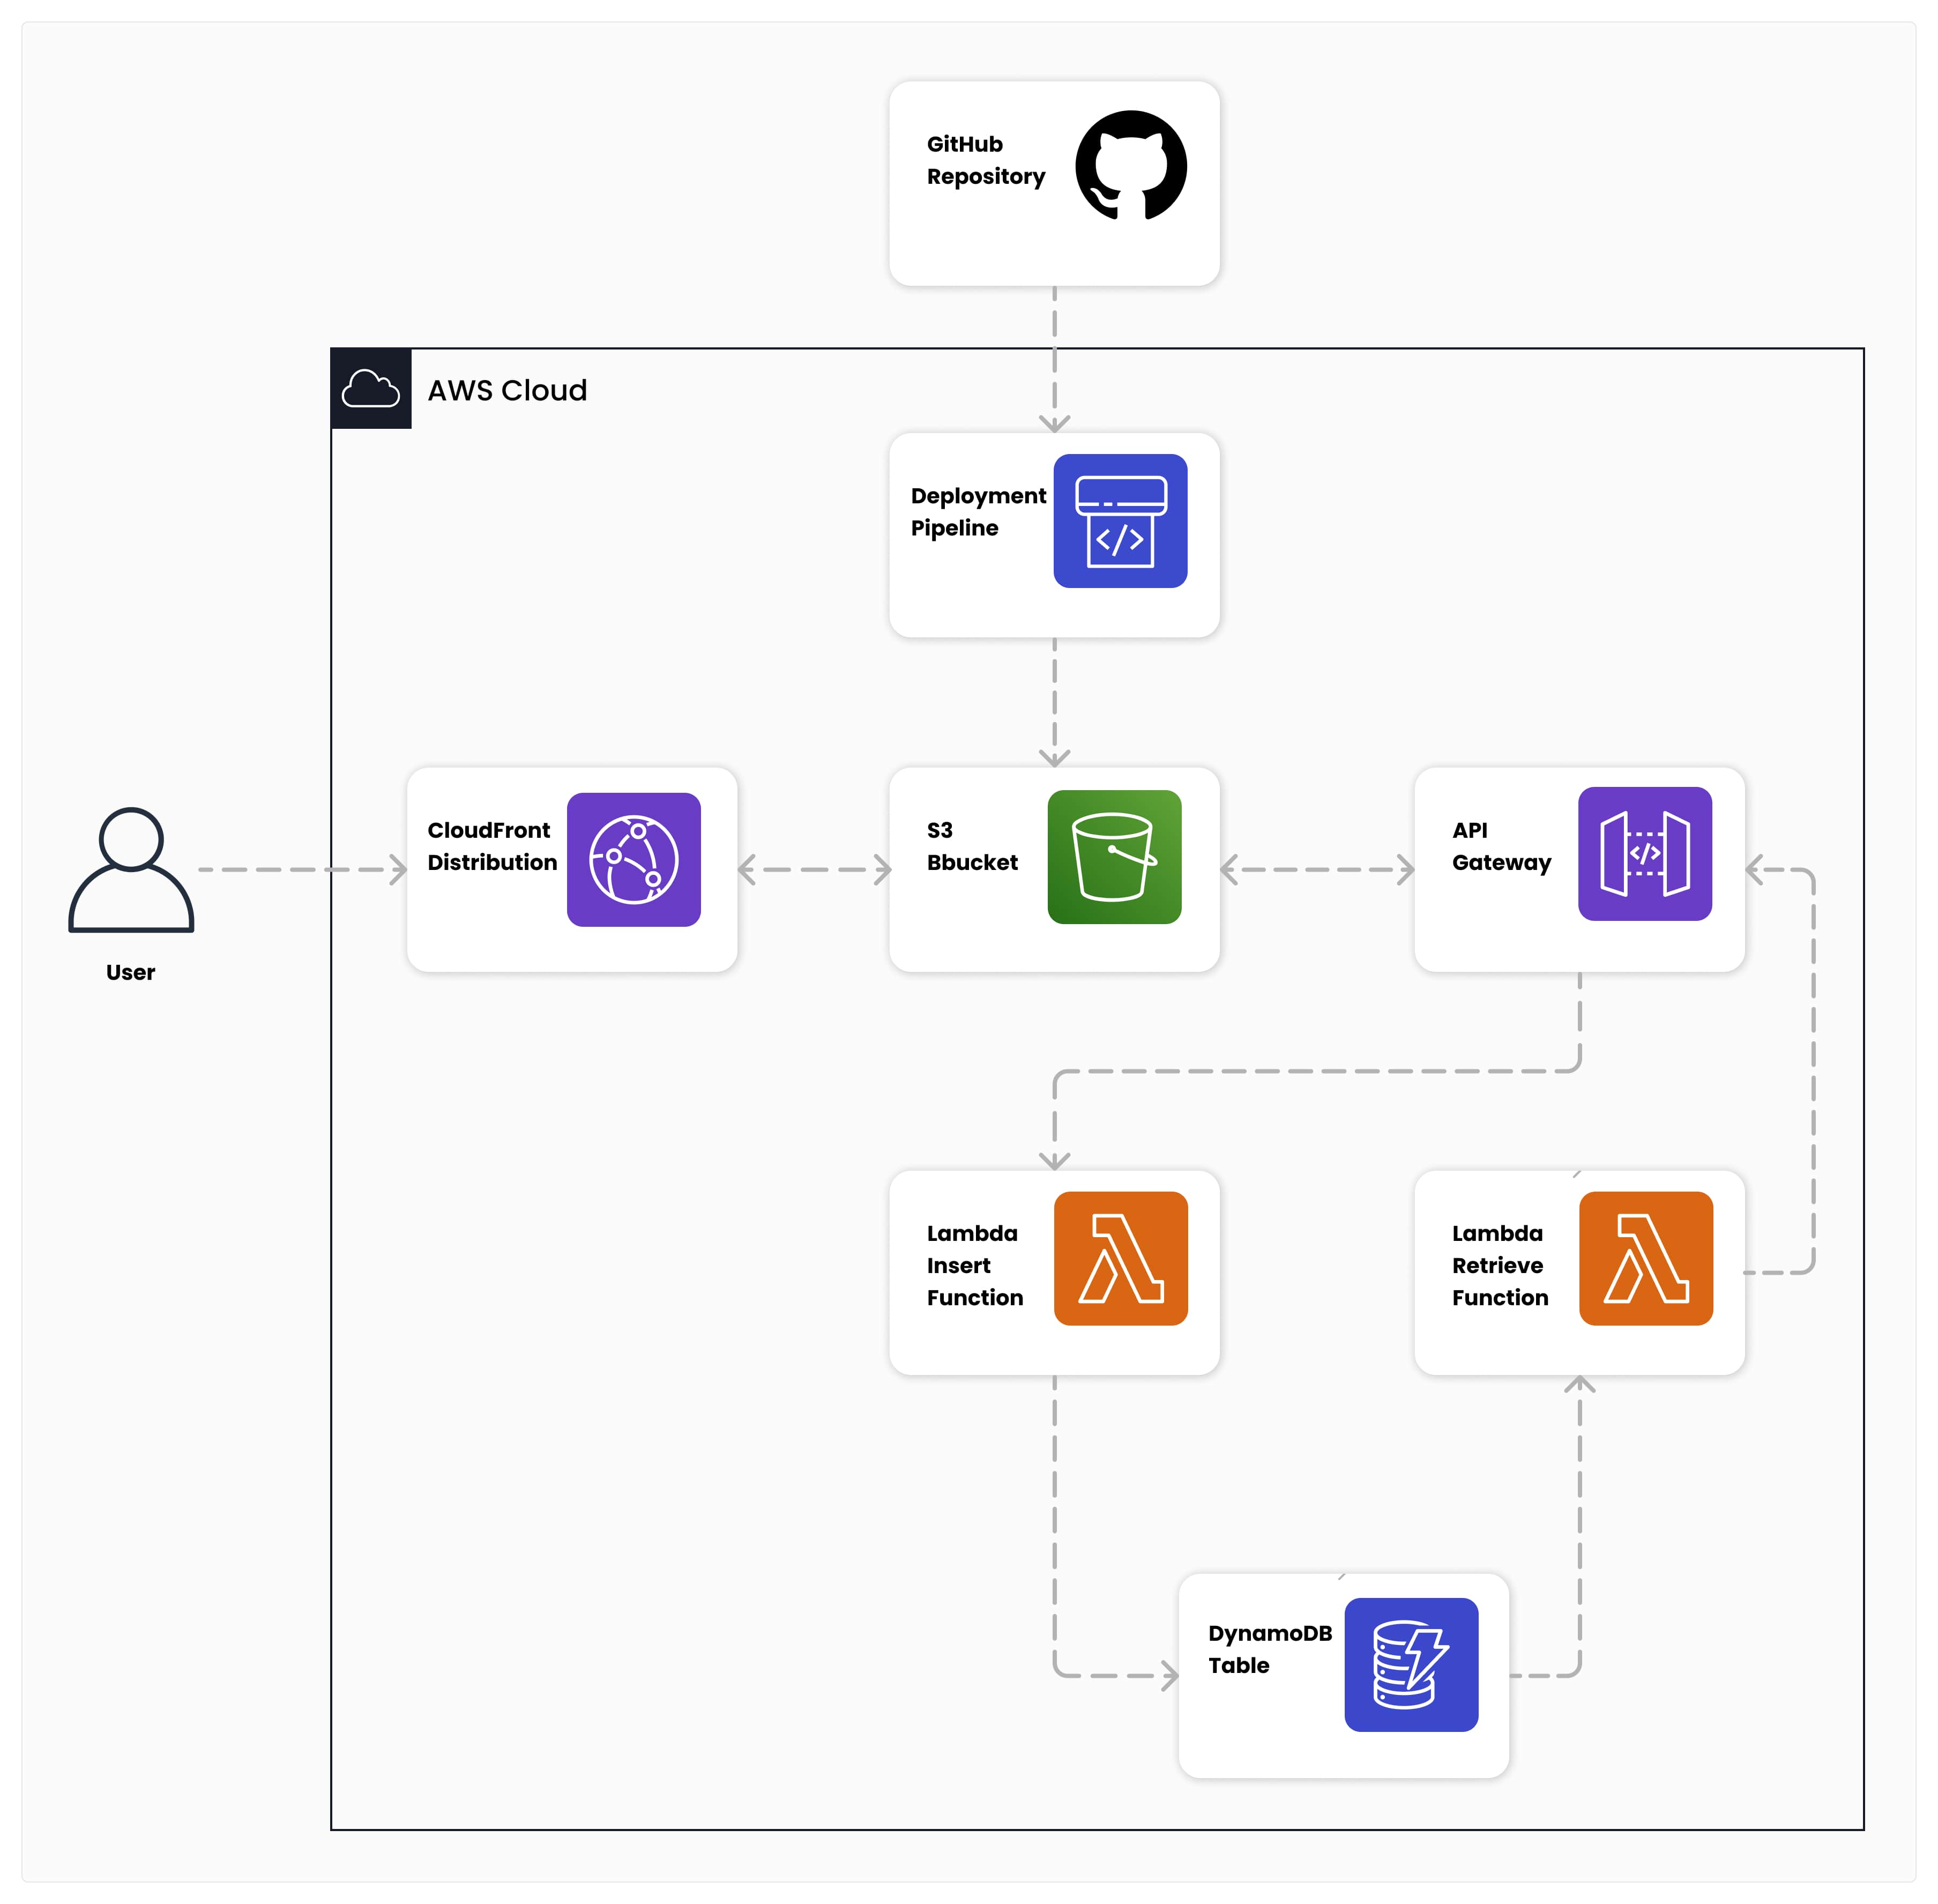 GitHub
Repository
AWS Cloud
Deployment
Pipeline
CloudFront
Distribution
S3
Bbucket
API
Gateway
User
Lambda
Insert
Function
Lambda
Retrieve
Function
DynamoDB
Table